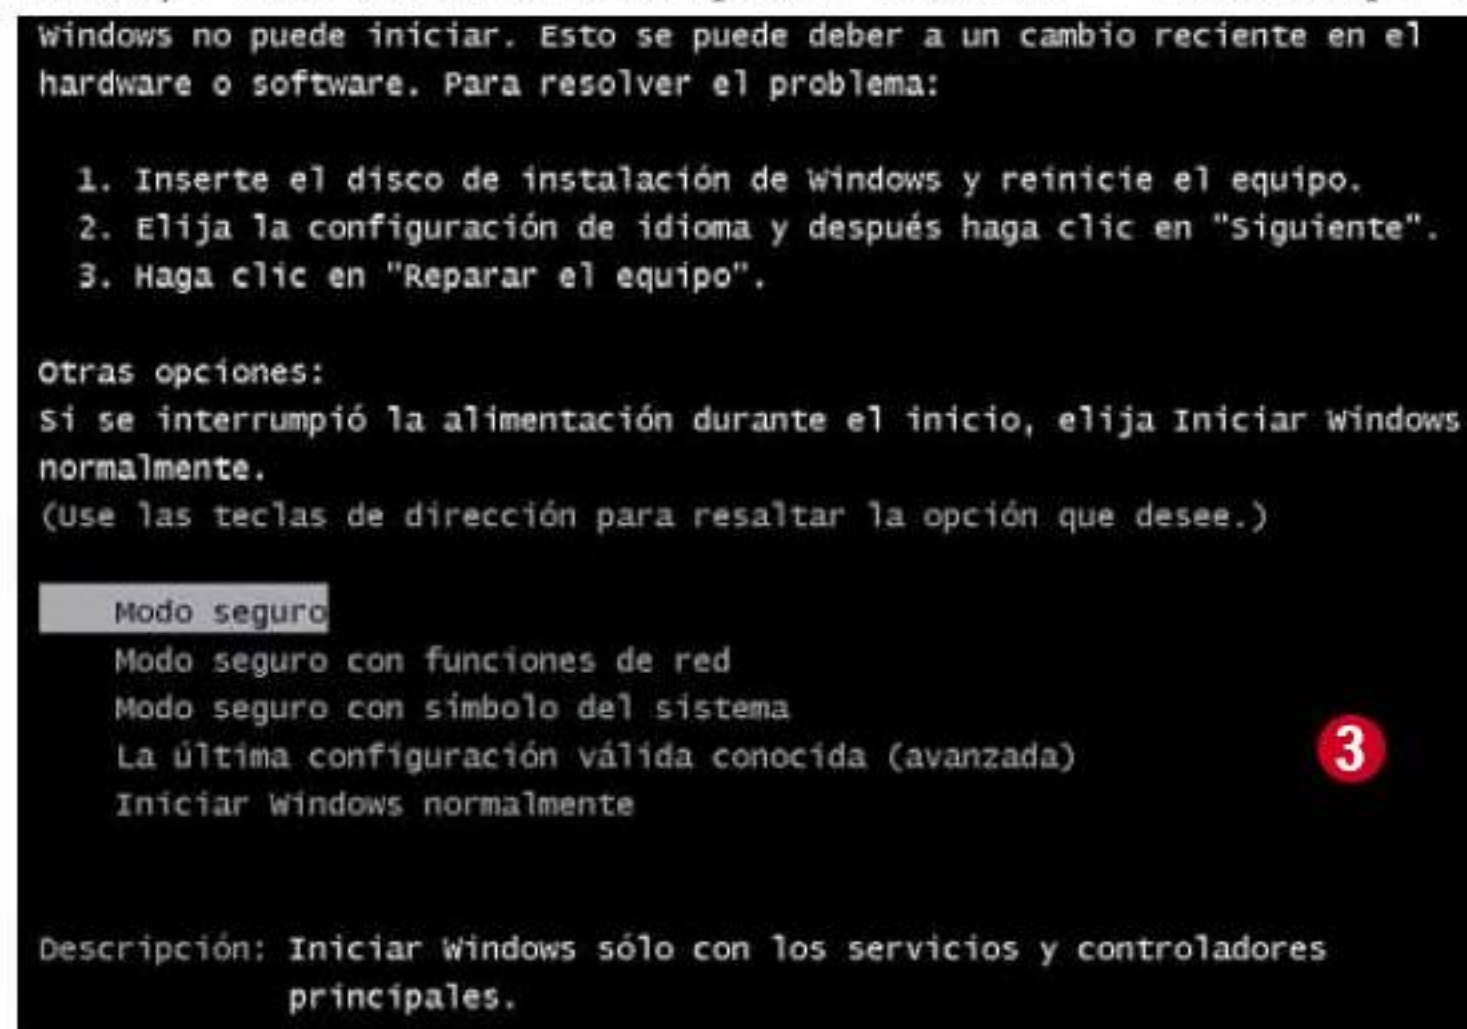 Windows no puede iniciar. Esto se puede deber a un cambio reciente en el
hardware o software. Para resolver el problema:
1. Inserte el disco de instalación de Windows y reinicie el equipo.
2. Elija la configuración de idioma y después haga clic en "Siguiente".
3. Haga clic en "Reparar el equipo".
Otras opciones:
Si se interrumpió la alimentación durante el inicio, elija Iniciar Windows
normalmente.
(Use las teclas de dirección para resaltar la opción que desee.)
Modo seguro
Modo seguro con funciones de red
Modo seguro con símbolo del sistema
La última configuración válida conocida (avanzada)
3
Iniciar Windows normalmente
Descripción: Iniciar Windows sólo con los servicios y controladores
principales.